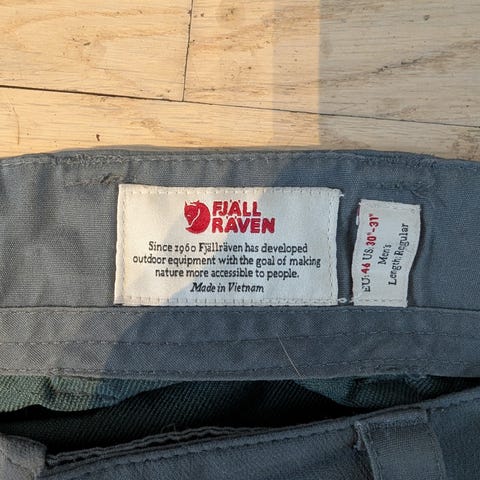 FJÄLL
RÄVEN
Since 1960 Fjällräven has developed
outdoor equipment with the goal of making
nature more accessible to people.
Made in Vietnam
EU:46 US:30"-31"
Men's
Length:Regular